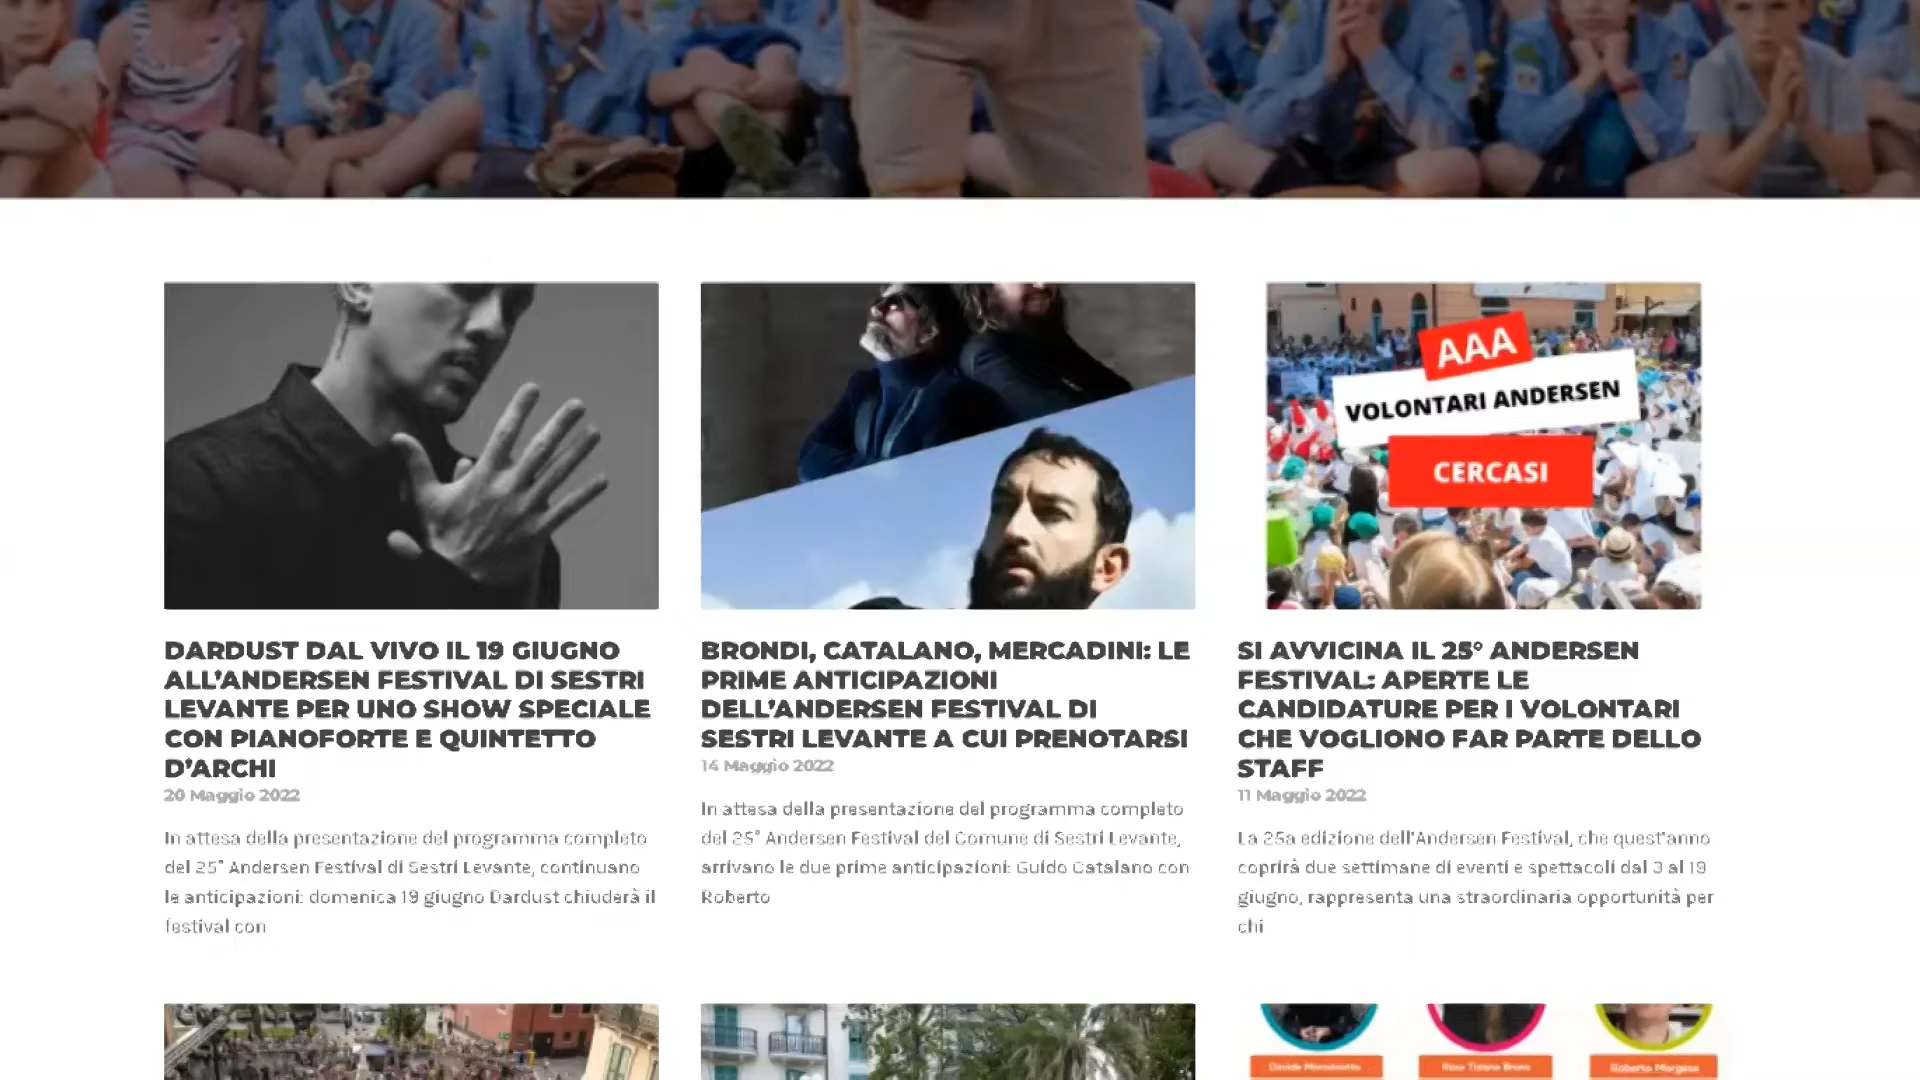 AAA
VOLONTARI ANDERSEN
CERCASI
DARDUST DAL VIVO IL 19 GIUGNO
ALL'ANDERSEN FESTIVAL DI SESTRI
LEVANTE PER UNO SHOW SPECIALE
CON PIANOFORTE E QUINTETTO
D'ARCHI
20 Maggio 2022
In attesa della presentazione del programma completo
del 25° Andersen Festival di Sestri Levante, continuano
le anticipazioni: domenica 19 giugno Dardust chiuderà il
festival con
BRONDI, CATALANO, MERCADINI: LE
PRIME ANTICIPAZIONI
DELL'ANDERSEN FESTIVAL DI
SESTRI LEVANTE A CUI PRENOTARSI
14 Maggio 2022
In attesa della presentazione del programma completo
del 25° Andersen Festival del Comune di Sestri Levante,
arrivano le due prime anticipazioni: Guido Catalano con
Roberto
SI AVVICINA IL 25° ANDERSEN
FESTIVAL: APERTE LE
CANDIDATURE PER I VOLONTARI
CHE VOGLIONO FAR PARTE DELLO
STAFF
11 Maggio 2022
La 25a edizione dell'Andersen Festival, che quest'anno
coprirà due settimane di eventi e spettacoli dal 3 al 19
giugno, rappresenta una straordinaria opportunità per
chi
Rosa Tiziana Bruno
Roberto Morgese